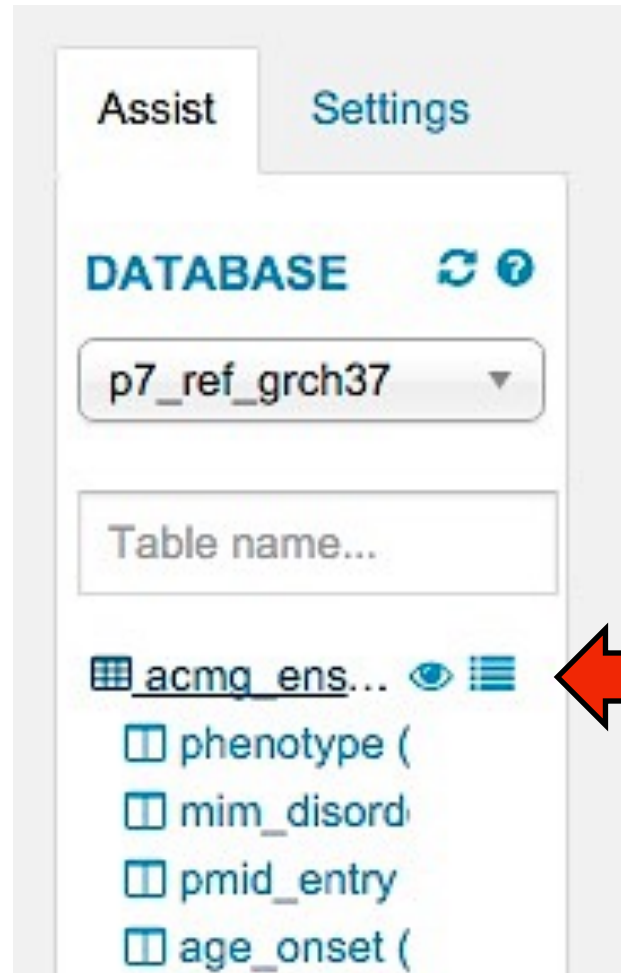 Assist Settings
DATABASE
p7_ref_grch37
Table name...
acmg_ens...
phenotype (
mim_disord
pmid_entry
age_onset (